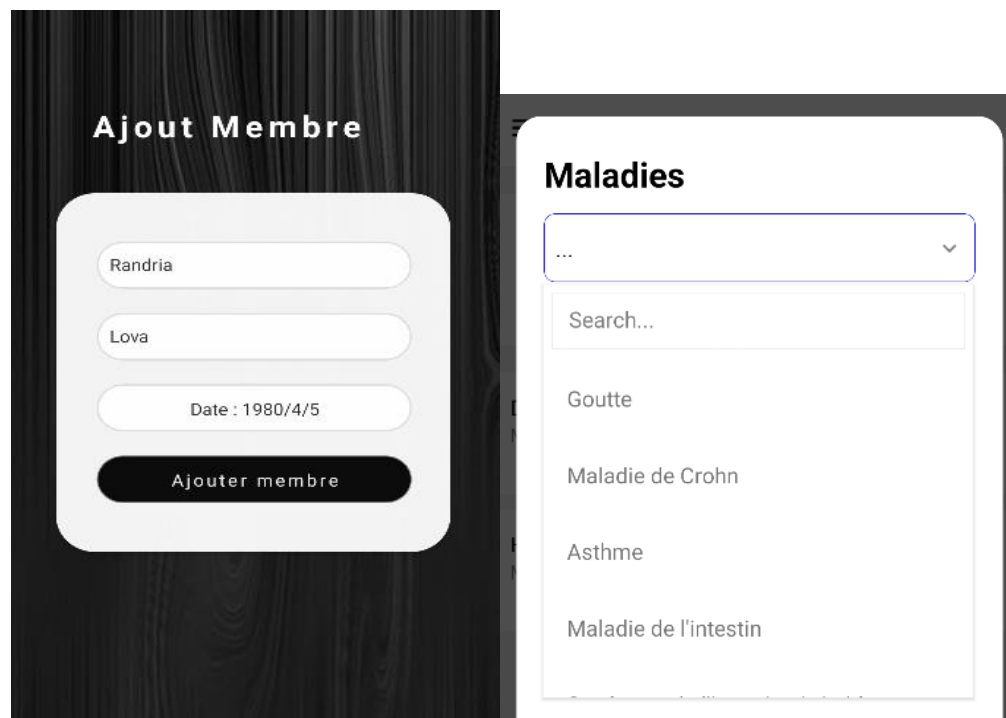 Ajout Membre
Randria
Lova
Date : 1980/4/5
Ajouter membre
Maladies
...
Search...
Goutte
Maladie de Crohn
Asthme
Maladie de l'intestin